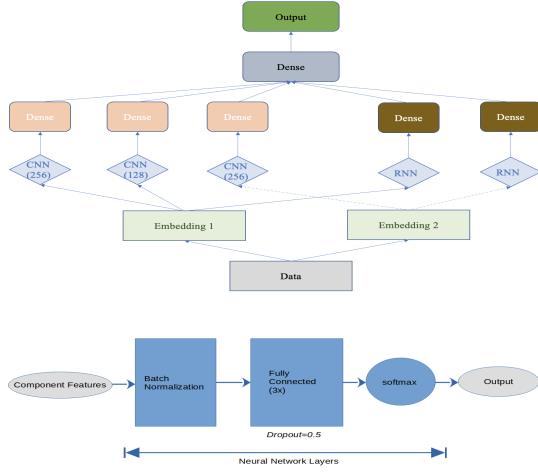 Output
Dense
Dense
Dense
Dense
Dense
Dense
CNN
(256)
CNN
(128)
CNN
(256)
RNN
RNN
Embedding 1
Embedding 2
Data
Component Features
Batch
Normalization
Fully
Connected
(3x)
softmax
Output
Dropout=0.5
Neural Network Layers